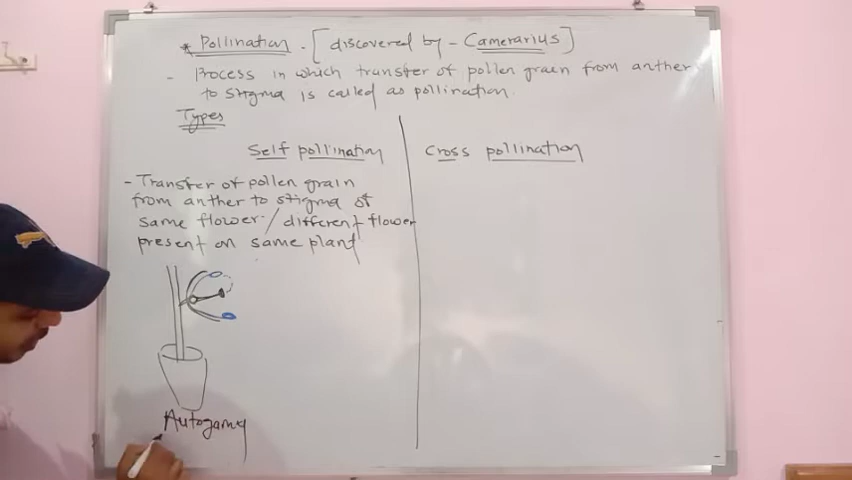 * Pollination. [discovered by - Camerarius]
- Process in which transfer of pollen grain from anther
to stigma is called as pollination.
Types
Self pollination
- Transfer of pollen grain
from anther to stigma of
same flower / different flower
present on same plant
Autogamy
Cross pollination